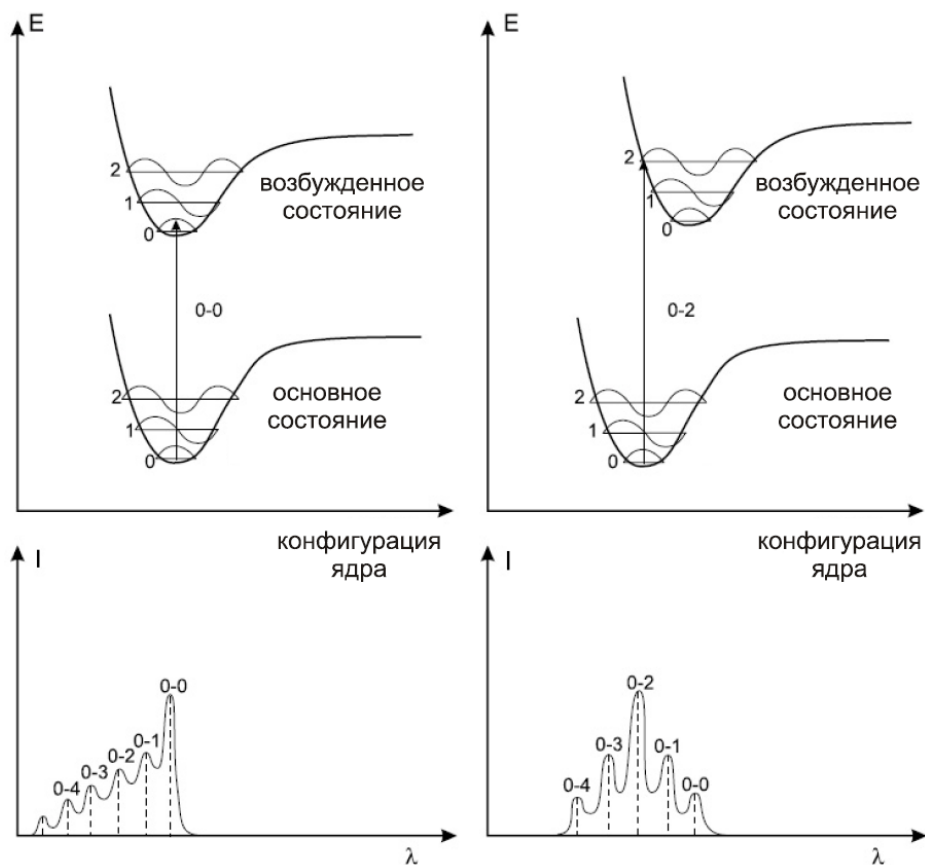 E
2
1
0
возбужденное
состояние
0-0
2
1
0
основное
состояние
конфигурация
ядра
E
2
1
0
возбужденное
состояние
0-2
2
1
0
основное
состояние
конфигурация
ядра
I
0-0
0-1
0-2
0-3
0-4
λ
I
0-2
0-3
0-1
0-4
0-0
λ